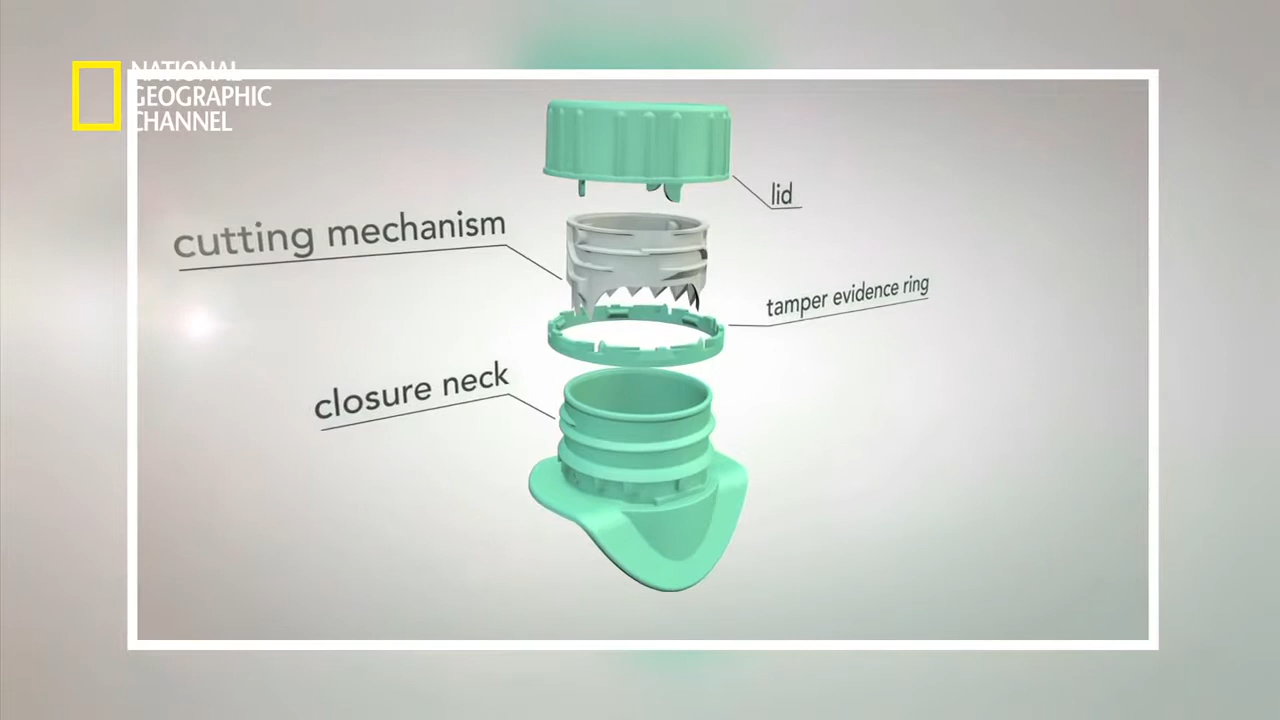 NATIONAL
GEOGRAPHIC
CHANNEL
lid
cutting mechanism
tamper evidence ring
closure neck